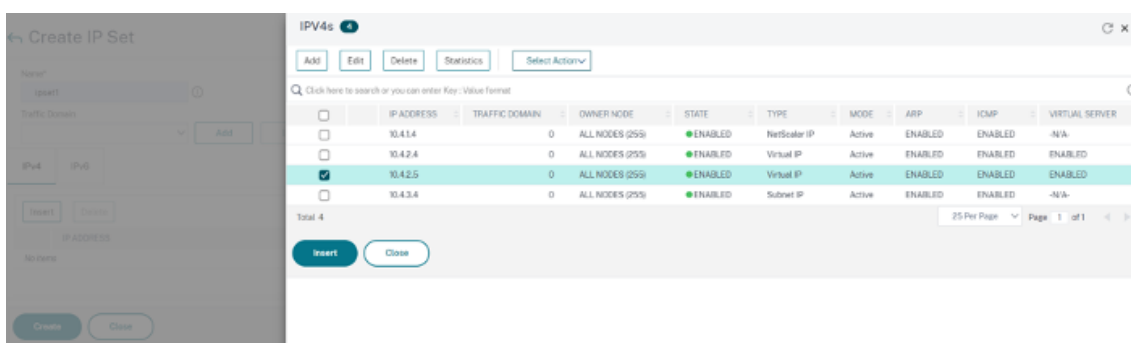 Create IP Set
Name*
ipset1
Traffic Domain
Add
IPv4 IPv6
Insert Delete
IP ADDRESS
No items
Create Close
IPV4s 4
Add Edit Delete Statistics Select Action
Click here to search or you can enter Key : Value format
IP ADDRESS TRAFFIC DOMAIN OWNER NODE STATE TYPE MODE ARP ICMP VIRTUAL SERVER
10.4.1.4 0 ALL NODES (255) ENABLED NetScaler IP Active ENABLED ENABLED -N/A-
10.4.2.4 0 ALL NODES (255) ENABLED Virtual IP Active ENABLED ENABLED ENABLED
10.4.2.5 0 ALL NODES (255) ENABLED Virtual IP Active ENABLED ENABLED ENABLED
10.4.3.4 0 ALL NODES (255) ENABLED Subnet IP Active ENABLED ENABLED -N/A-
Total 4 25 Per Page Page 1 of 1
Insert Close